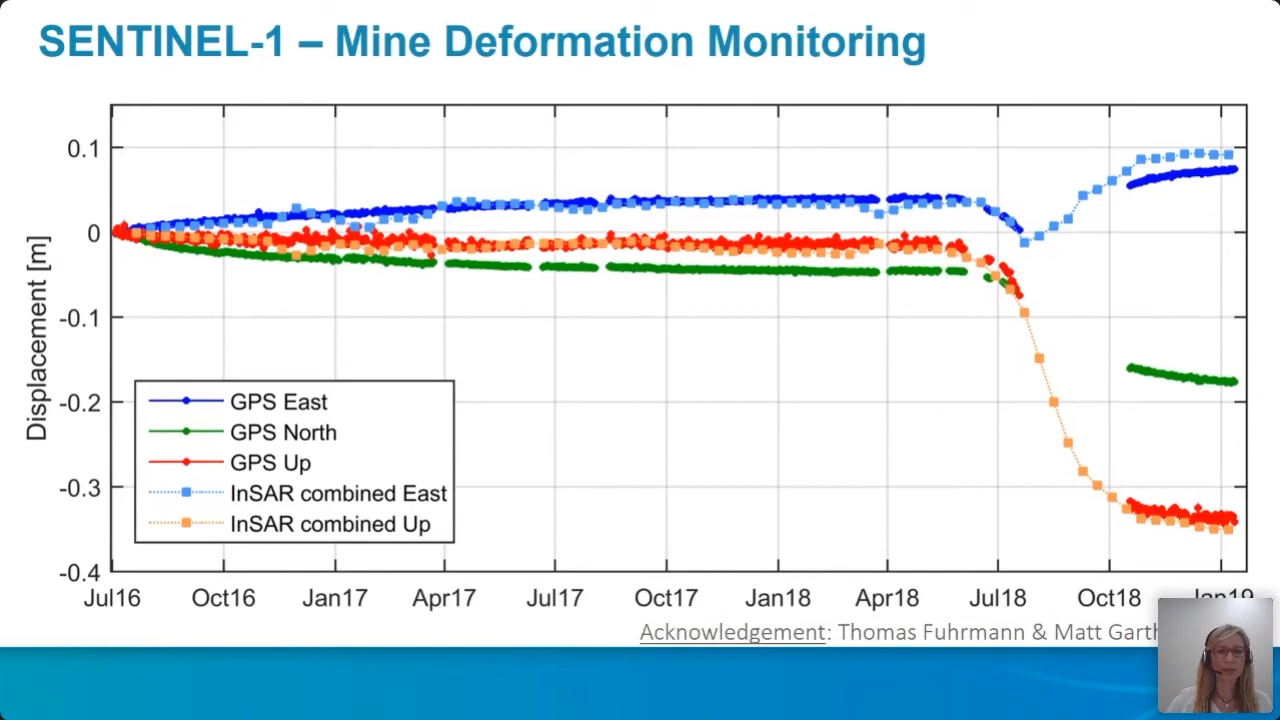 SENTINEL-1 – Mine Deformation Monitoring
Displacement [m]
0.1
0
-0.1
-0.2
-0.3
-0.4
GPS East
GPS North
GPS Up
InSAR combined East
InSAR combined Up
Jul16 Oct16 Jan17 Apr17 Jul17 Oct17 Jan18 Apr18 Jul18 Oct18 Jan19
Acknowledgement: Thomas Fuhrmann & Matt Garth